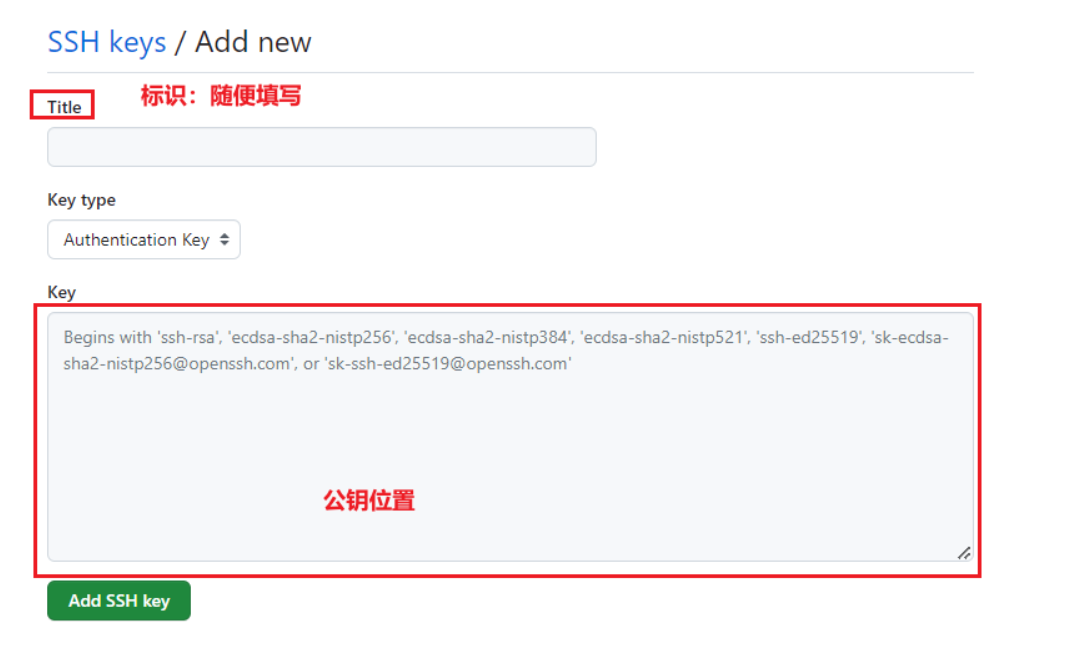 SSH keys / Add new
Title
标识：随便填写
Key type
Authentication Key
Key
Begins with 'ssh-rsa', 'ecdsa-sha2-nistp256', 'ecdsa-sha2-nistp384', 'ecdsa-sha2-nistp521', 'ssh-ed25519', 'sk-ecdsa-
sha2-nistp256@openssh.com', or 'sk-ssh-ed25519@openssh.com'
公钥位置
Add SSH key